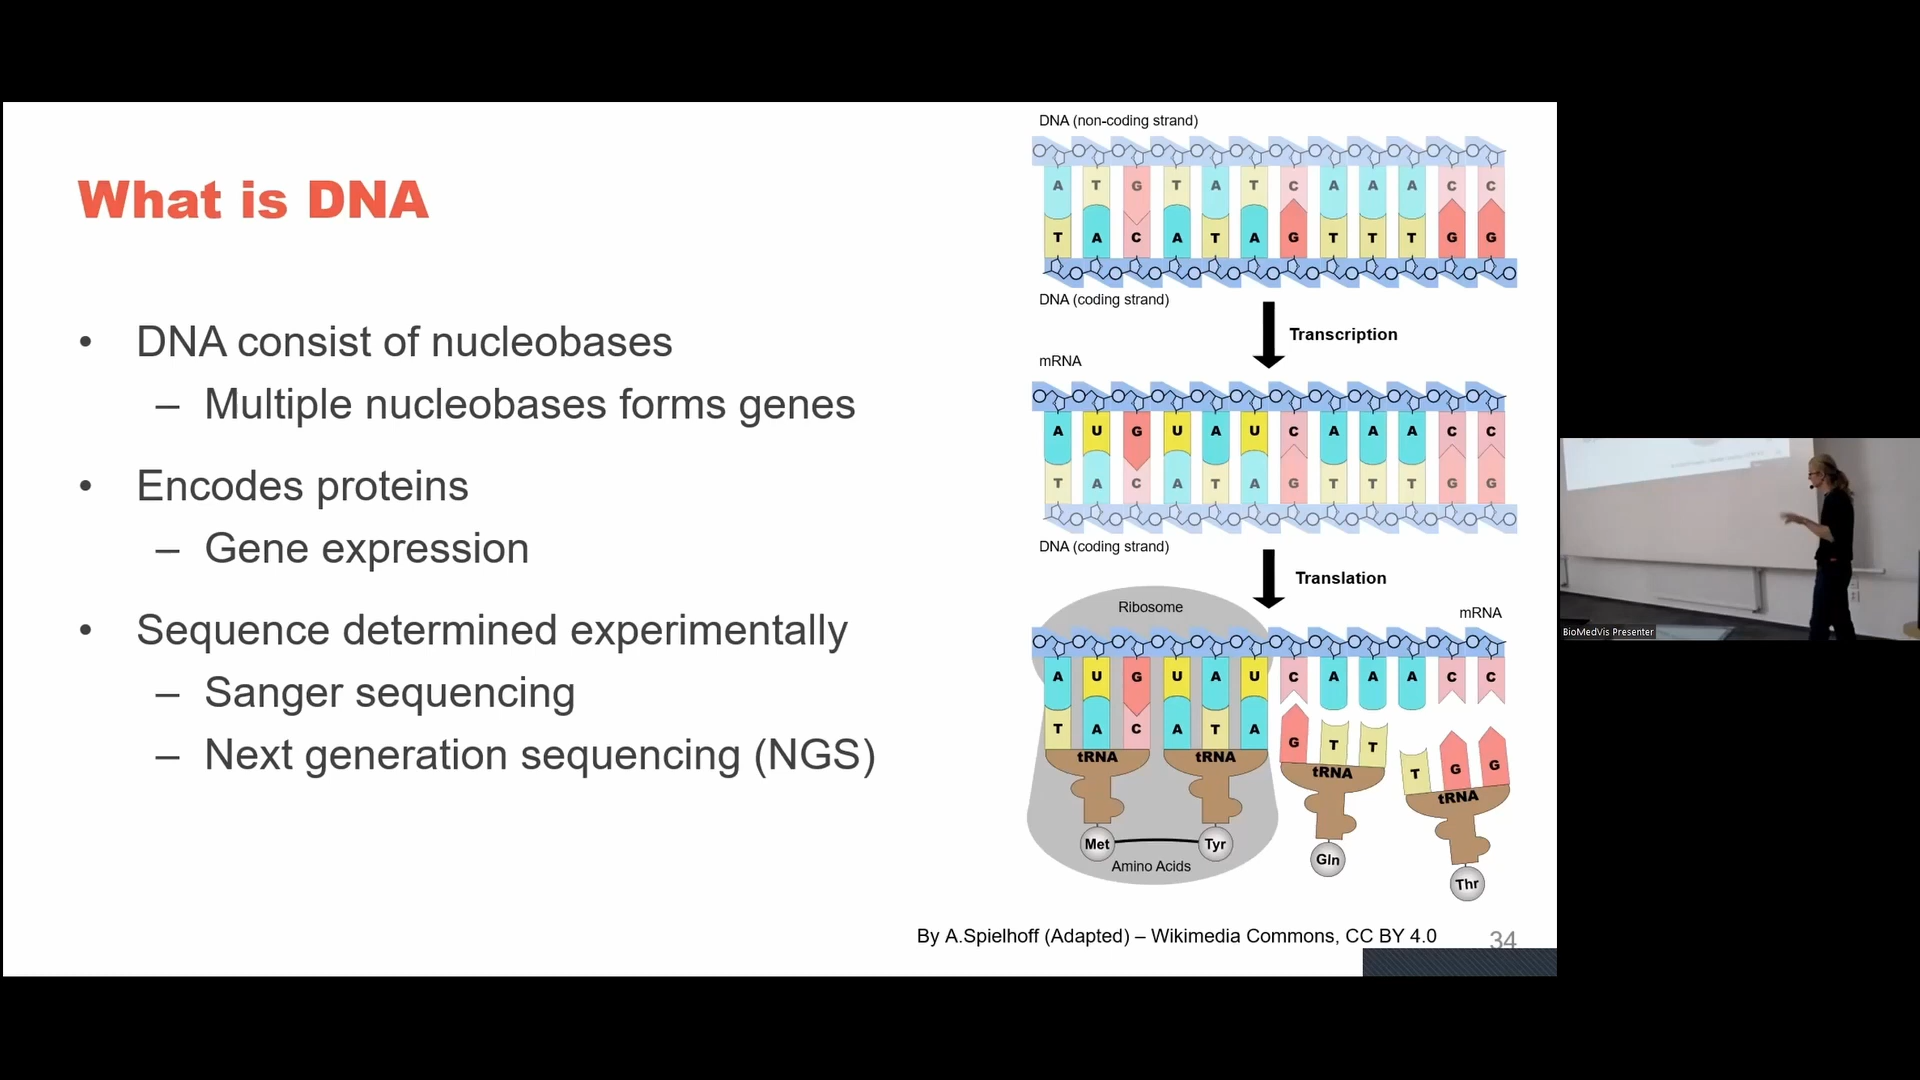 What is DNA
• DNA consist of nucleobases
– Multiple nucleobases forms genes
• Encodes proteins
– Gene expression
• Sequence determined experimentally
– Sanger sequencing
– Next generation sequencing (NGS)
DNA (non-coding strand)
A T G T A T C A A A C C
T A C A T A G T T T G G
DNA (coding strand)
Transcription
mRNA
A U G U A U C A A A C C
T A C A T A G T T T G G
DNA (coding strand)
Translation
Ribosome
mRNA
A U G U A U C A A A C C
T A C A T A G T T T G G
tRNA tRNA tRNA tRNA
Met Tyr Gln Thr
Amino Acids
By A.Spielhoff (Adapted) – Wikimedia Commons, CC BY 4.0
34
BioMedVis Presenter